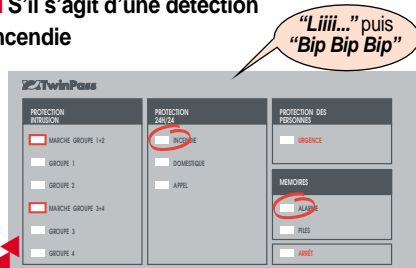 S'il s'agit d'une détection
incendie
"Liiii..." puis
"Bip Bip Bip"
TwinPass
PROTECTION
INTRUSION
MARCHE GROUPE 1+2
GROUPE 1
GROUPE 2
MARCHE GROUPE 3+4
GROUPE 3
GROUPE 4
PROTECTION
24H/24
INCENDIE
DOMESTIQUE
APPEL
PROTECTION DES
PERSONNES
URGENCE
MEMOIRES
ALARME
PILES
ARRÊT